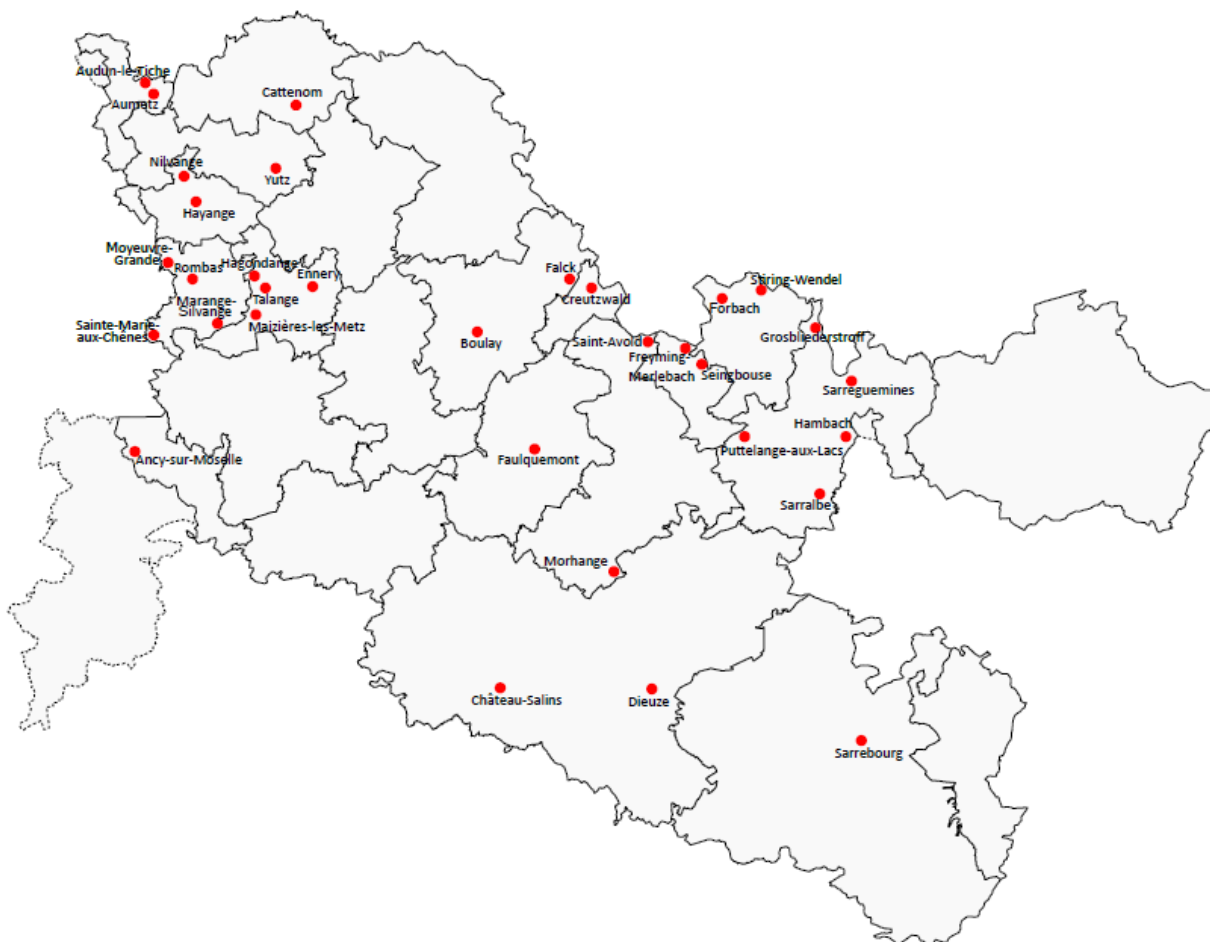 Audun-le-Tiche
Aumetz
Cattenom
Nilvange
Yutz
Hayange
Moyeuvre-
Grande
Rombas
Hagondange
Ennery
Talange
Marange-
Silvange
Maizières-les-Metz
Sainte-Marie-
aux-Chênes
Falck
Creutzwald
Boulay
Saint-Avold
Freyming-
Merlebach
Seingbouse
Forbach
Stiring-Wendel
Grosbliederstroff
Sarreguemines
Hambach
Puttelange-aux-Lacs
Sarralbe
Ancy-sur-Moselle
Faulquemont
Morhange
Château-Salins
Dieuze
Sarrebourg